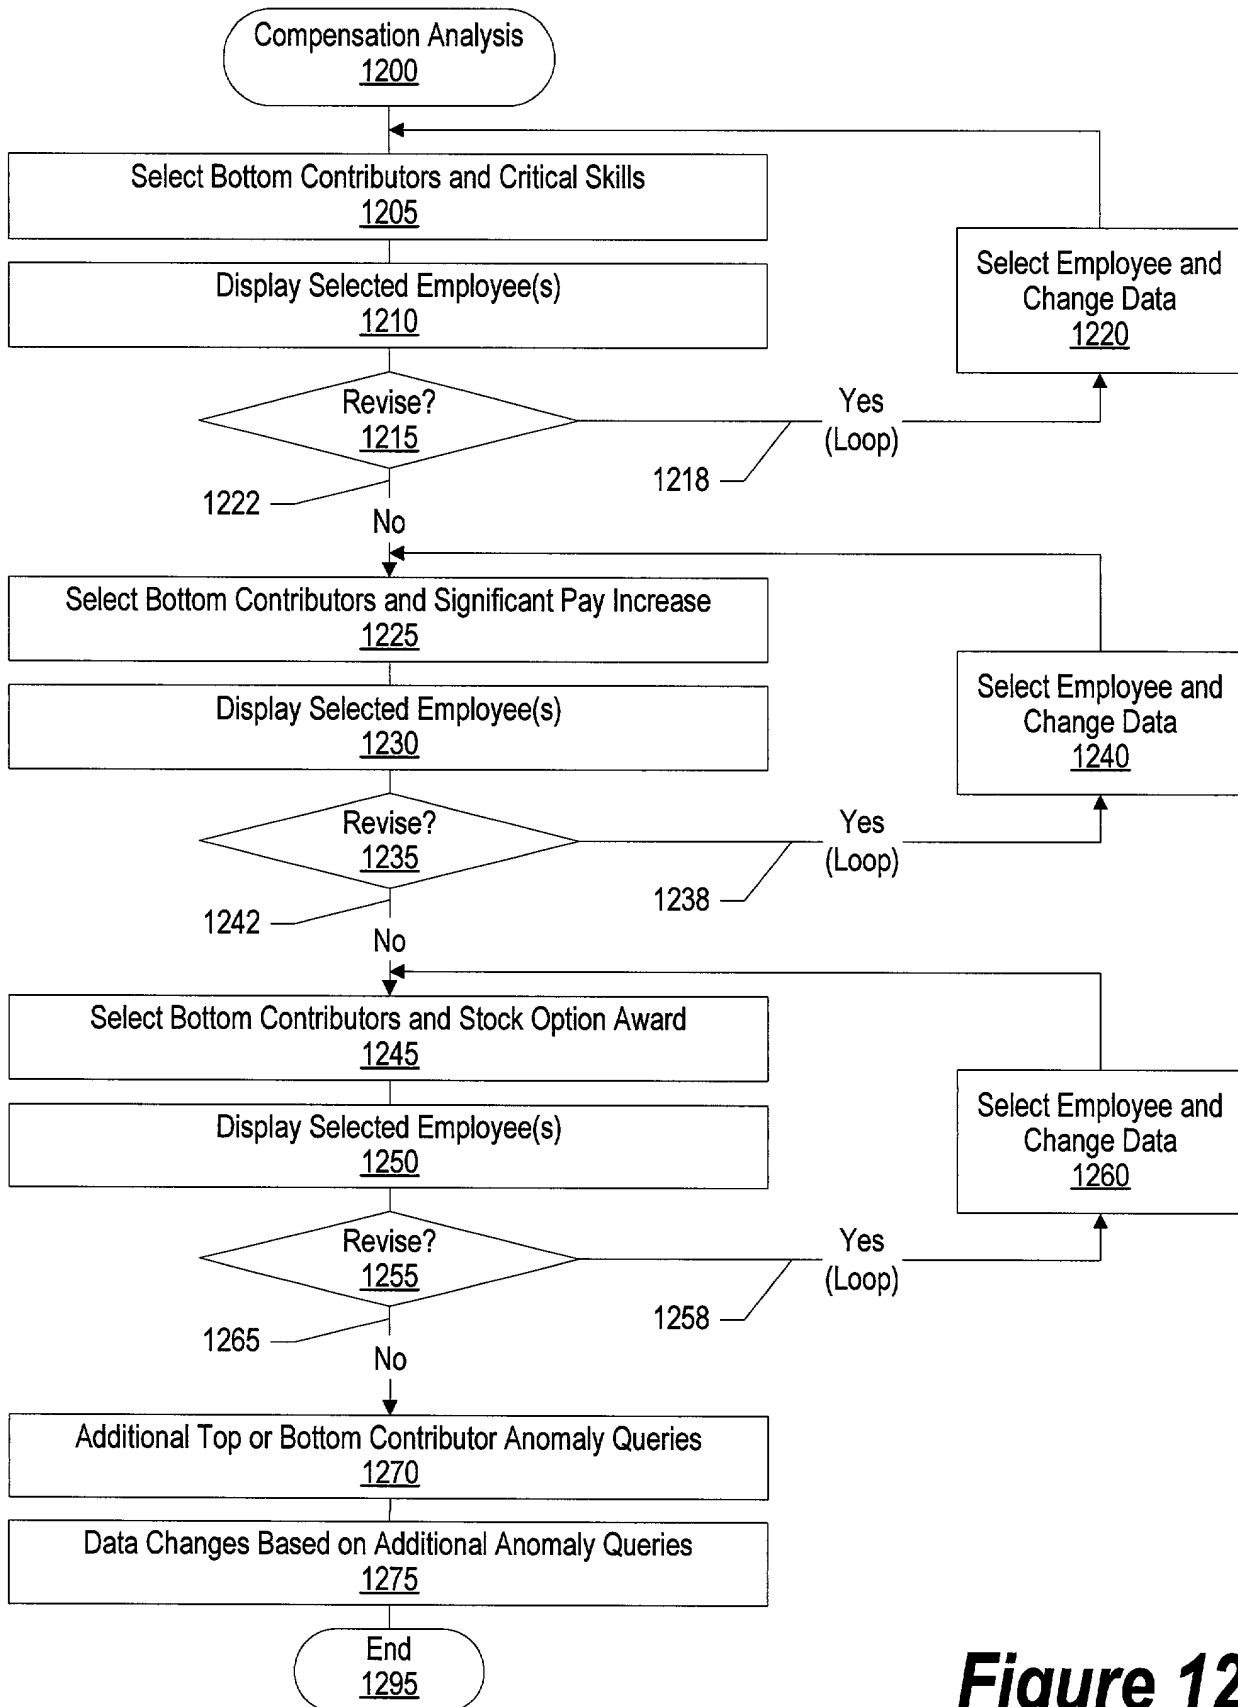 Compensation Analysis
1200
Select Bottom Contributors and Critical Skills
1205
Display Selected Employee(s)
1210
Select Employee and
Change Data
1220
Revise?
1215
Yes
(Loop)
1218
1222
No
Select Bottom Contributors and Significant Pay Increase
1225
Display Selected Employee(s)
1230
Select Employee and
Change Data
1240
Revise?
1235
Yes
(Loop)
1238
1242
No
Select Bottom Contributors and Stock Option Award
1245
Display Selected Employee(s)
1250
Select Employee and
Change Data
1260
Revise?
1255
Yes
(Loop)
1258
1265
No
Additional Top or Bottom Contributor Anomaly Queries
1270
Data Changes Based on Additional Anomaly Queries
1275
End
1295
Figure 12